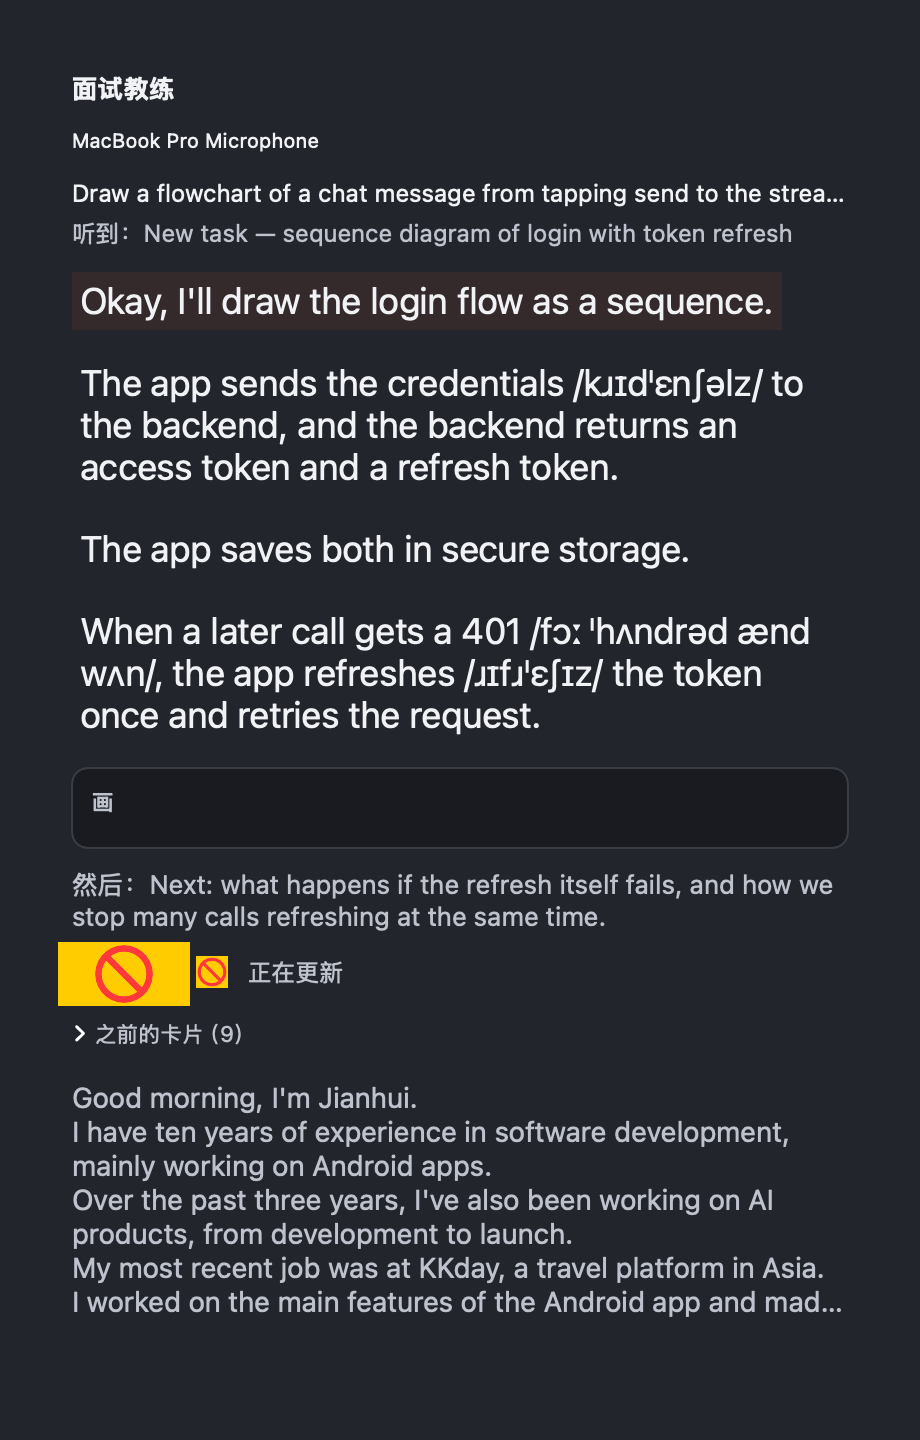 面试教练
MacBook Pro Microphone
Draw a flowchart of a chat message from tapping send to the strea...
听到：New task — sequence diagram of login with token refresh
Okay, I'll draw the login flow as a sequence.
The app sends the credentials /kɹɪdˈɛnʃəlz/ to
the backend, and the backend returns an
access token and a refresh token.
The app saves both in secure storage.
When a later call gets a 401 /fɔː ˈhʌndrəd ænd
wʌn/, the app refreshes /ɹɪfɹˈɛʃɪz/ the token
once and retries the request.
画
然后：Next: what happens if the refresh itself fails, and how we
stop many calls refreshing at the same time.
正在更新
之前的卡片 (9)
Good morning, I'm Jianhui.
I have ten years of experience in software development,
mainly working on Android apps.
Over the past three years, I've also been working on AI
products, from development to launch.
My most recent job was at KKday, a travel platform in Asia.
I worked on the main features of the Android app and mad...